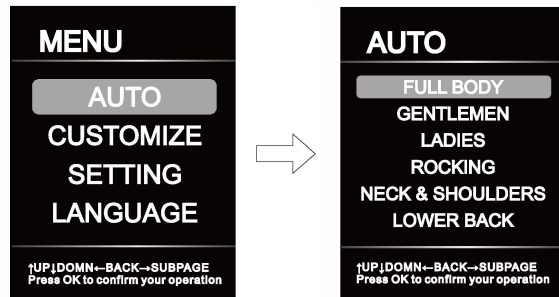 MENU
AUTO
CUSTOMIZE
SETTING
LANGUAGE
↑UP↓DOMN←BACK→SUBPAGE
Press OK to confirm your operation
AUTO
FULL BODY
GENTLEMEN
LADIES
ROCKING
NECK & SHOULDERS
LOWER BACK
↑UP↓DOMN←BACK→SUBPAGE
Press OK to confirm your operation